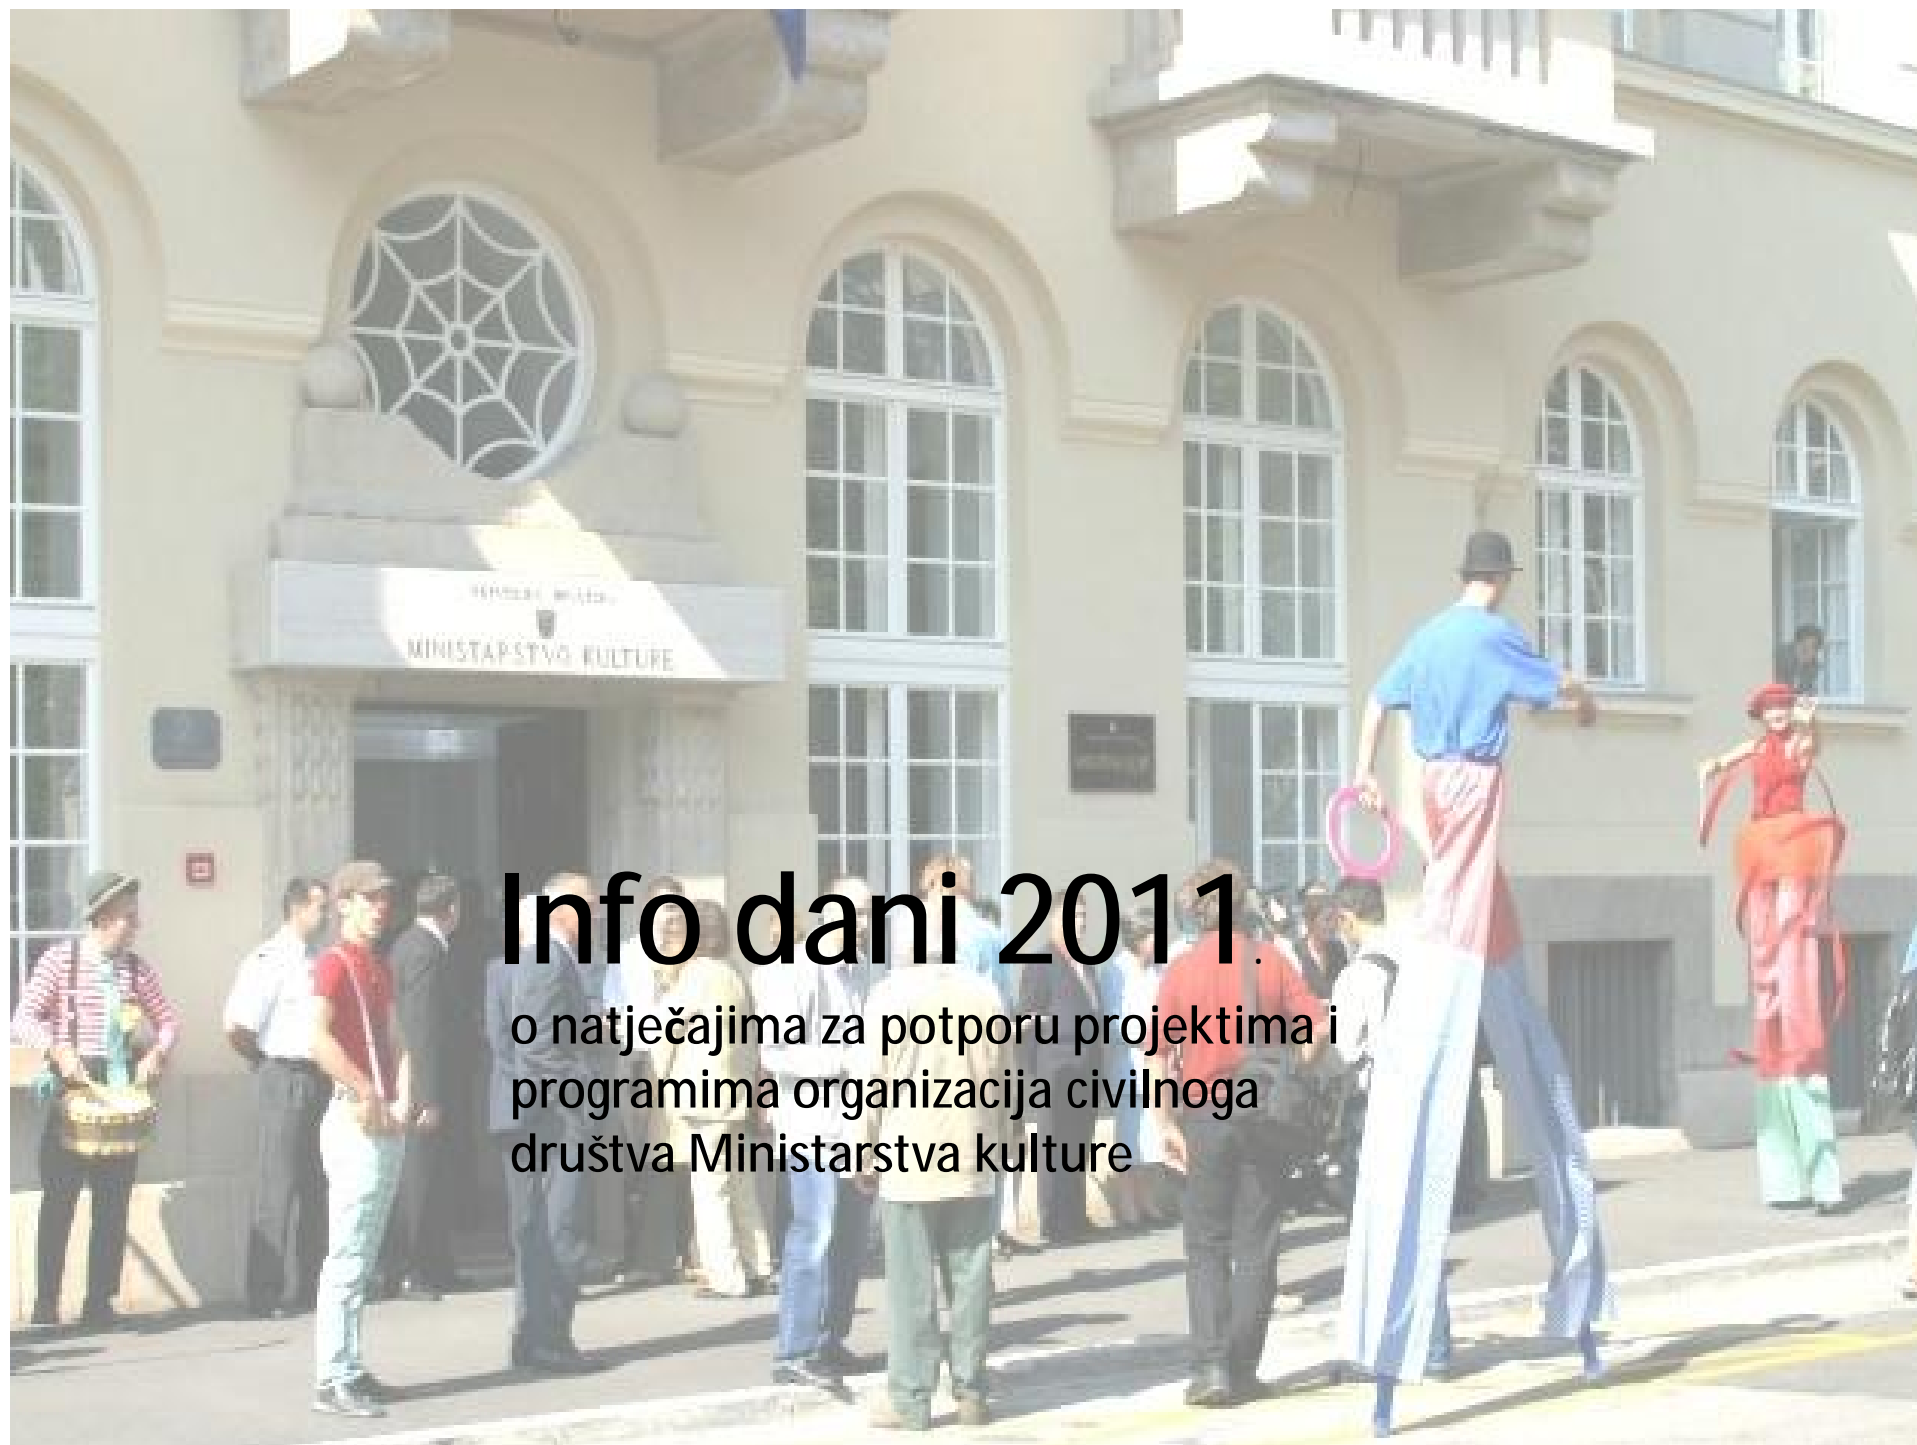 MINISTARSTVO KULTURE
Info dani 2011.
o natječajima za potporu projektima i
programima organizacija civilnoga
društva Ministarstva kulture